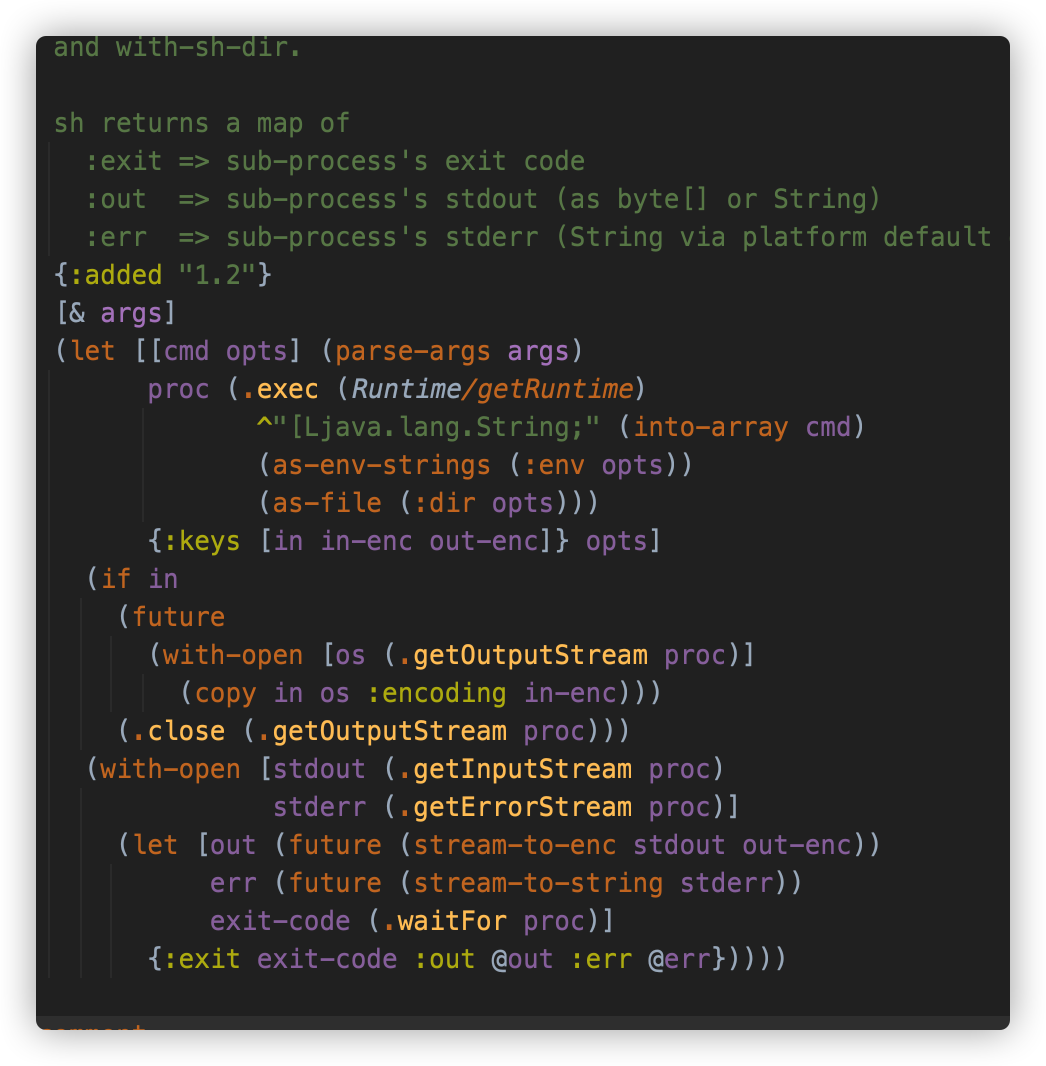 and with-sh-dir.
sh returns a map of
  :exit => sub-process's exit code
  :out  => sub-process's stdout (as byte[] or String)
  :err  => sub-process's stderr (String via platform default
{:added "1.2"}
[& args]
(let [[cmd opts] (parse-args args)
      proc (.exec (Runtime/getRuntime)
             ^"[Ljava.lang.String;" (into-array cmd)
             (as-env-strings (:env opts))
             (as-file (:dir opts)))
      {:keys [in in-enc out-enc]} opts]
  (if in
    (future
      (with-open [os (.getOutputStream proc)]
        (copy in os :encoding in-enc)))
    (.close (.getOutputStream proc)))
  (with-open [stdout (.getInputStream proc)
              stderr (.getErrorStream proc)]
    (let [out (future (stream-to-enc stdout out-enc))
          err (future (stream-to-string stderr))
          exit-code (.waitFor proc)]
      {:exit exit-code :out @out :err @err}))))